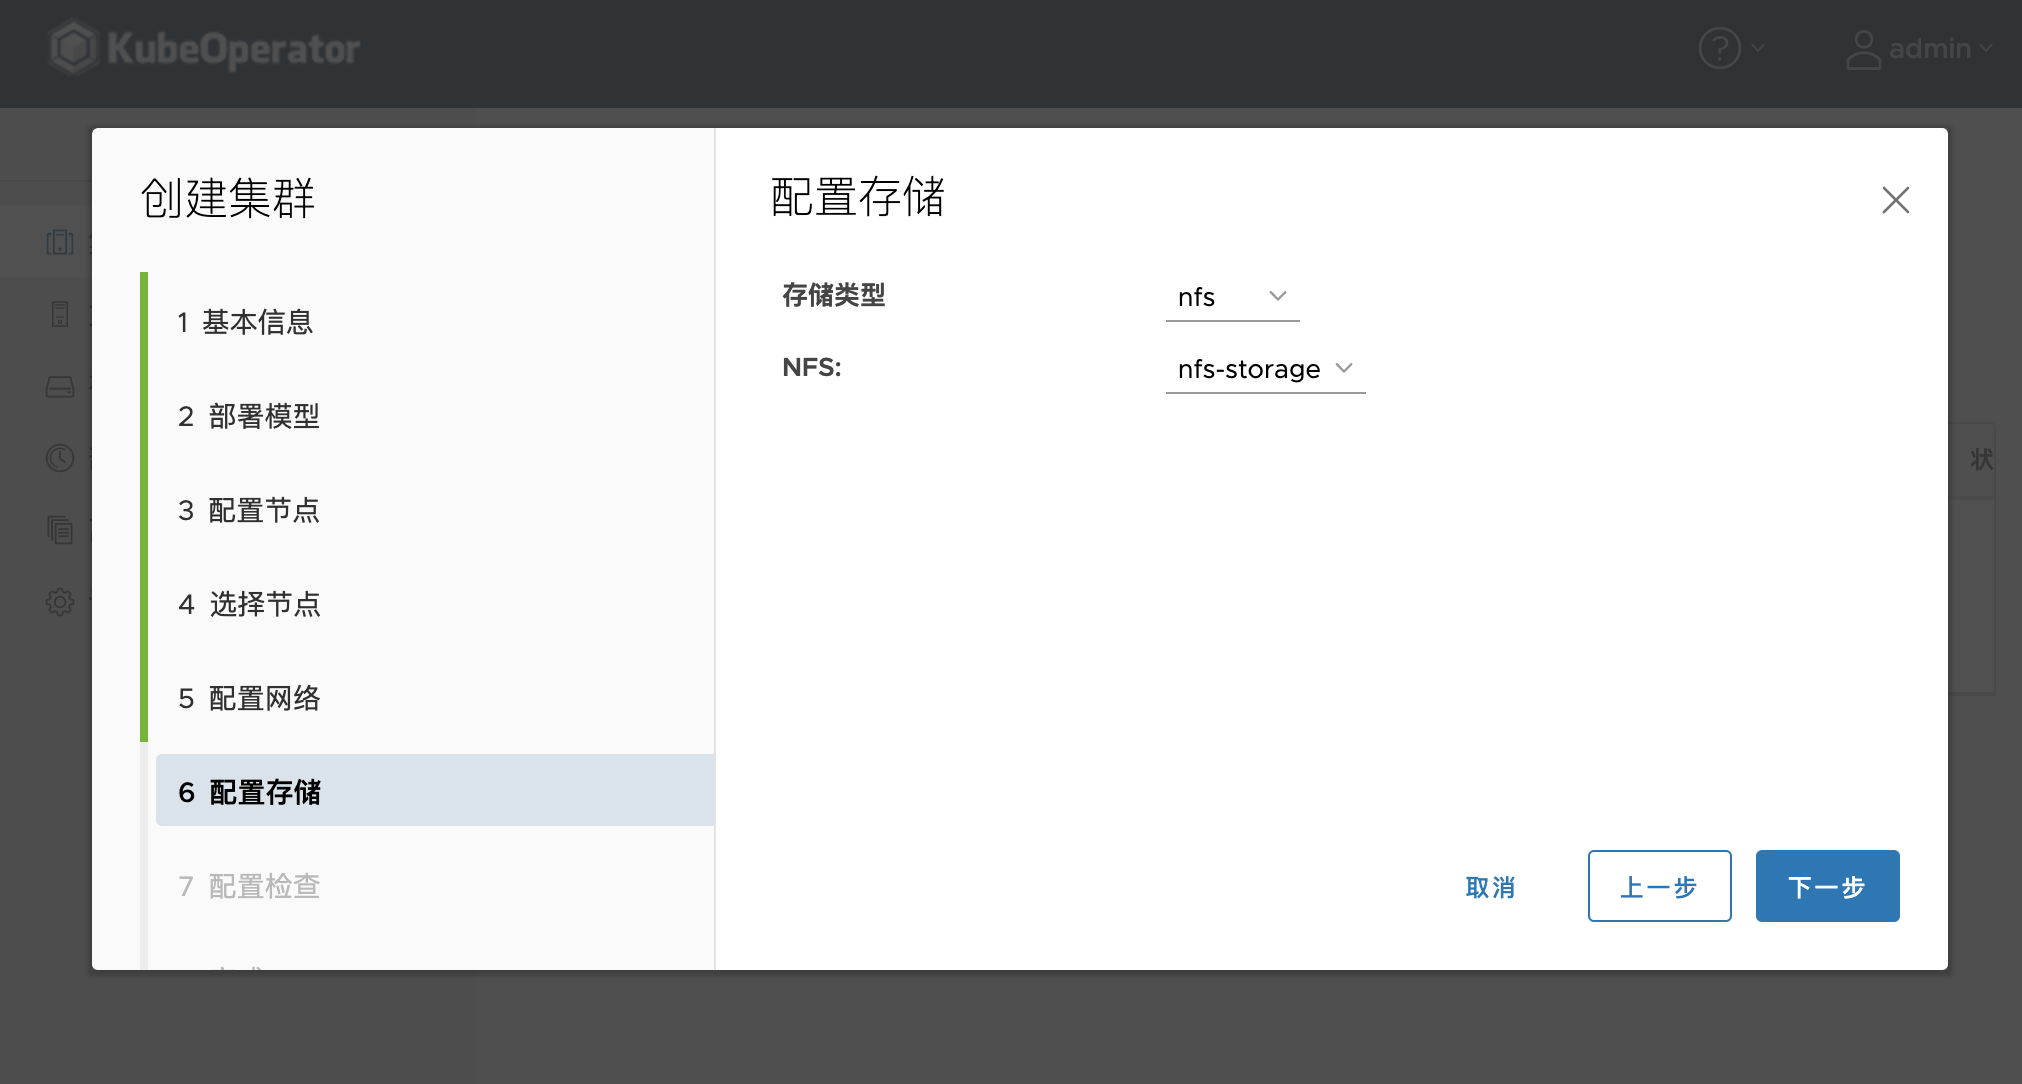 KubeOperator
admin
创建集群
1 基本信息
2 部署模型
3 配置节点
4 选择节点
5 配置网络
6 配置存储
7 配置检查
配置存储
存储类型 nfs
NFS: nfs-storage
状
取消 上一步 下一步